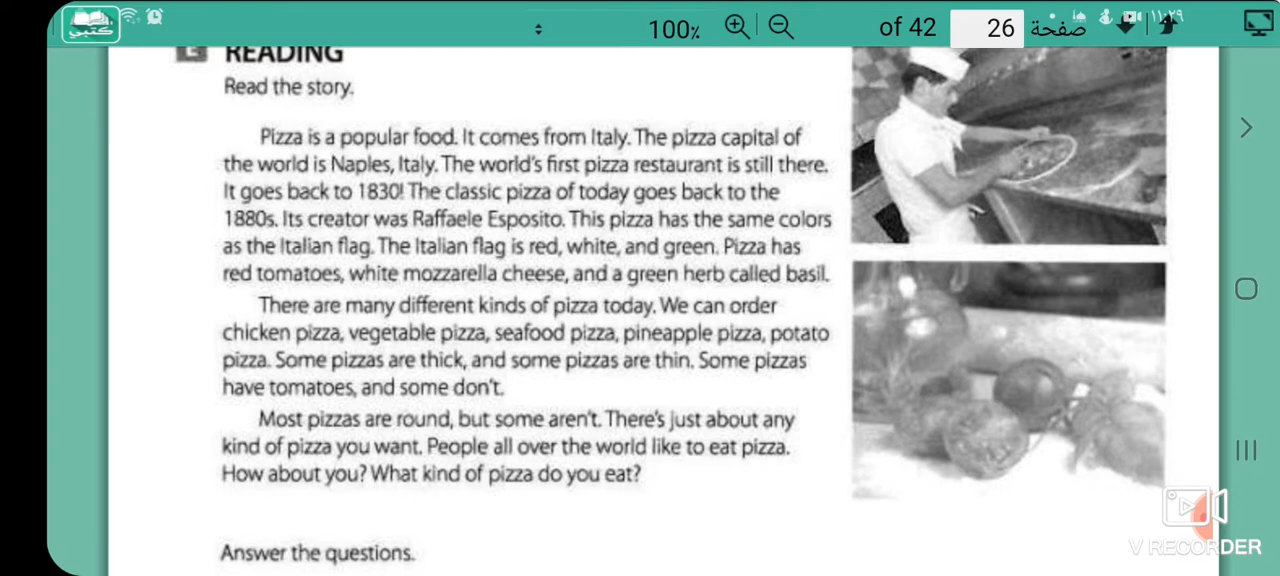 كتبي
100%
of 42
26
صفحة
١١:٢٩
E READING
Read the story.
Pizza is a popular food. It comes from Italy. The pizza capital of
the world is Naples, Italy. The world's first pizza restaurant is still there.
It goes back to 1830! The classic pizza of today goes back to the
1880s. Its creator was Raffaele Esposito. This pizza has the same colors
as the Italian flag. The Italian flag is red, white, and green. Pizza has
red tomatoes, white mozzarella cheese, and a green herb called basil.
There are many different kinds of pizza today. We can order
chicken pizza, vegetable pizza, seafood pizza, pineapple pizza, potato
pizza. Some pizzas are thick, and some pizzas are thin. Some pizzas
have tomatoes, and some don't.
Most pizzas are round, but some aren't. There's just about any
kind of pizza you want. People all over the world like to eat pizza.
How about you? What kind of pizza do you eat?
Answer the questions.
V RECORDER